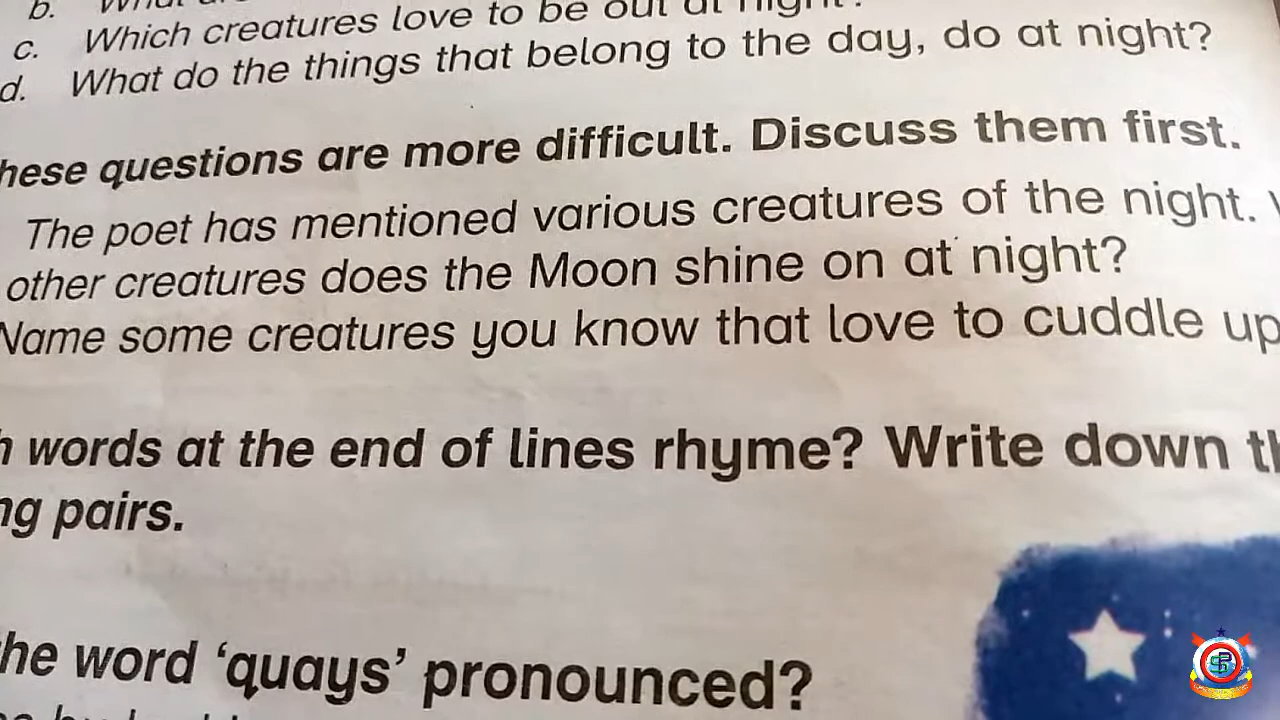 b.
c. Which creatures love to be out at night?
d. What do the things that belong to the day, do at night?
hese questions are more difficult. Discuss them first.
The poet has mentioned various creatures of the night.
other creatures does the Moon shine on at night?
Name some creatures you know that love to cuddle up
words at the end of lines rhyme? Write down th
ng pairs.
he word ‘quays’ pronounced?